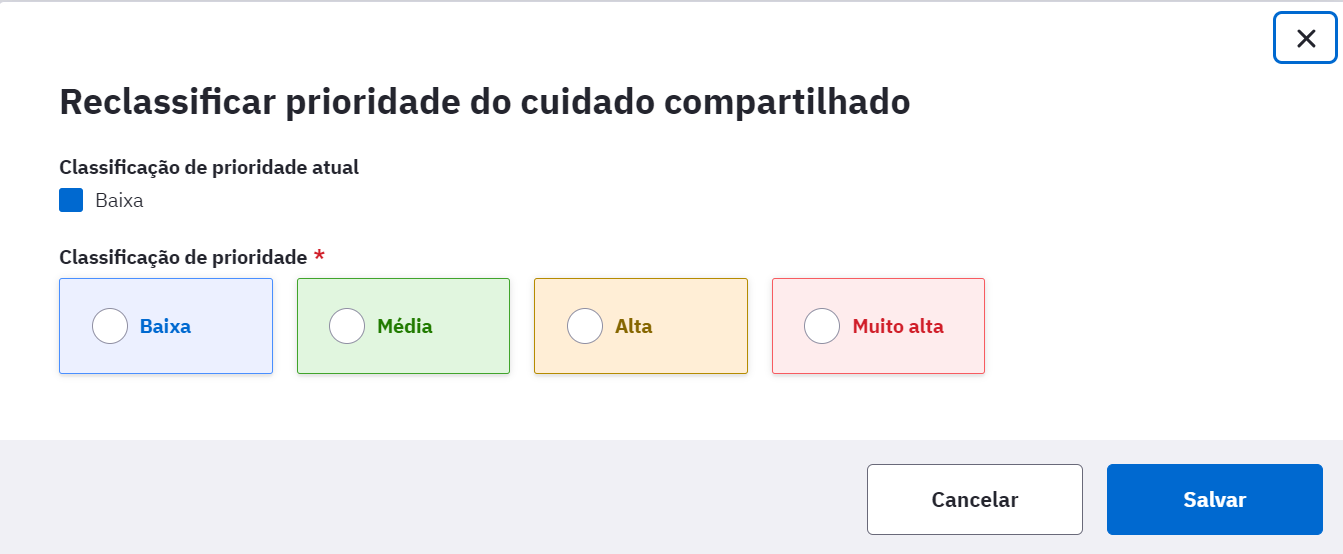 Reclassificar prioridade do cuidado compartilhado
Classificação de prioridade atual
Baixa
Classificação de prioridade *
Baixa
Média
Alta
Muito alta
Cancelar
Salvar